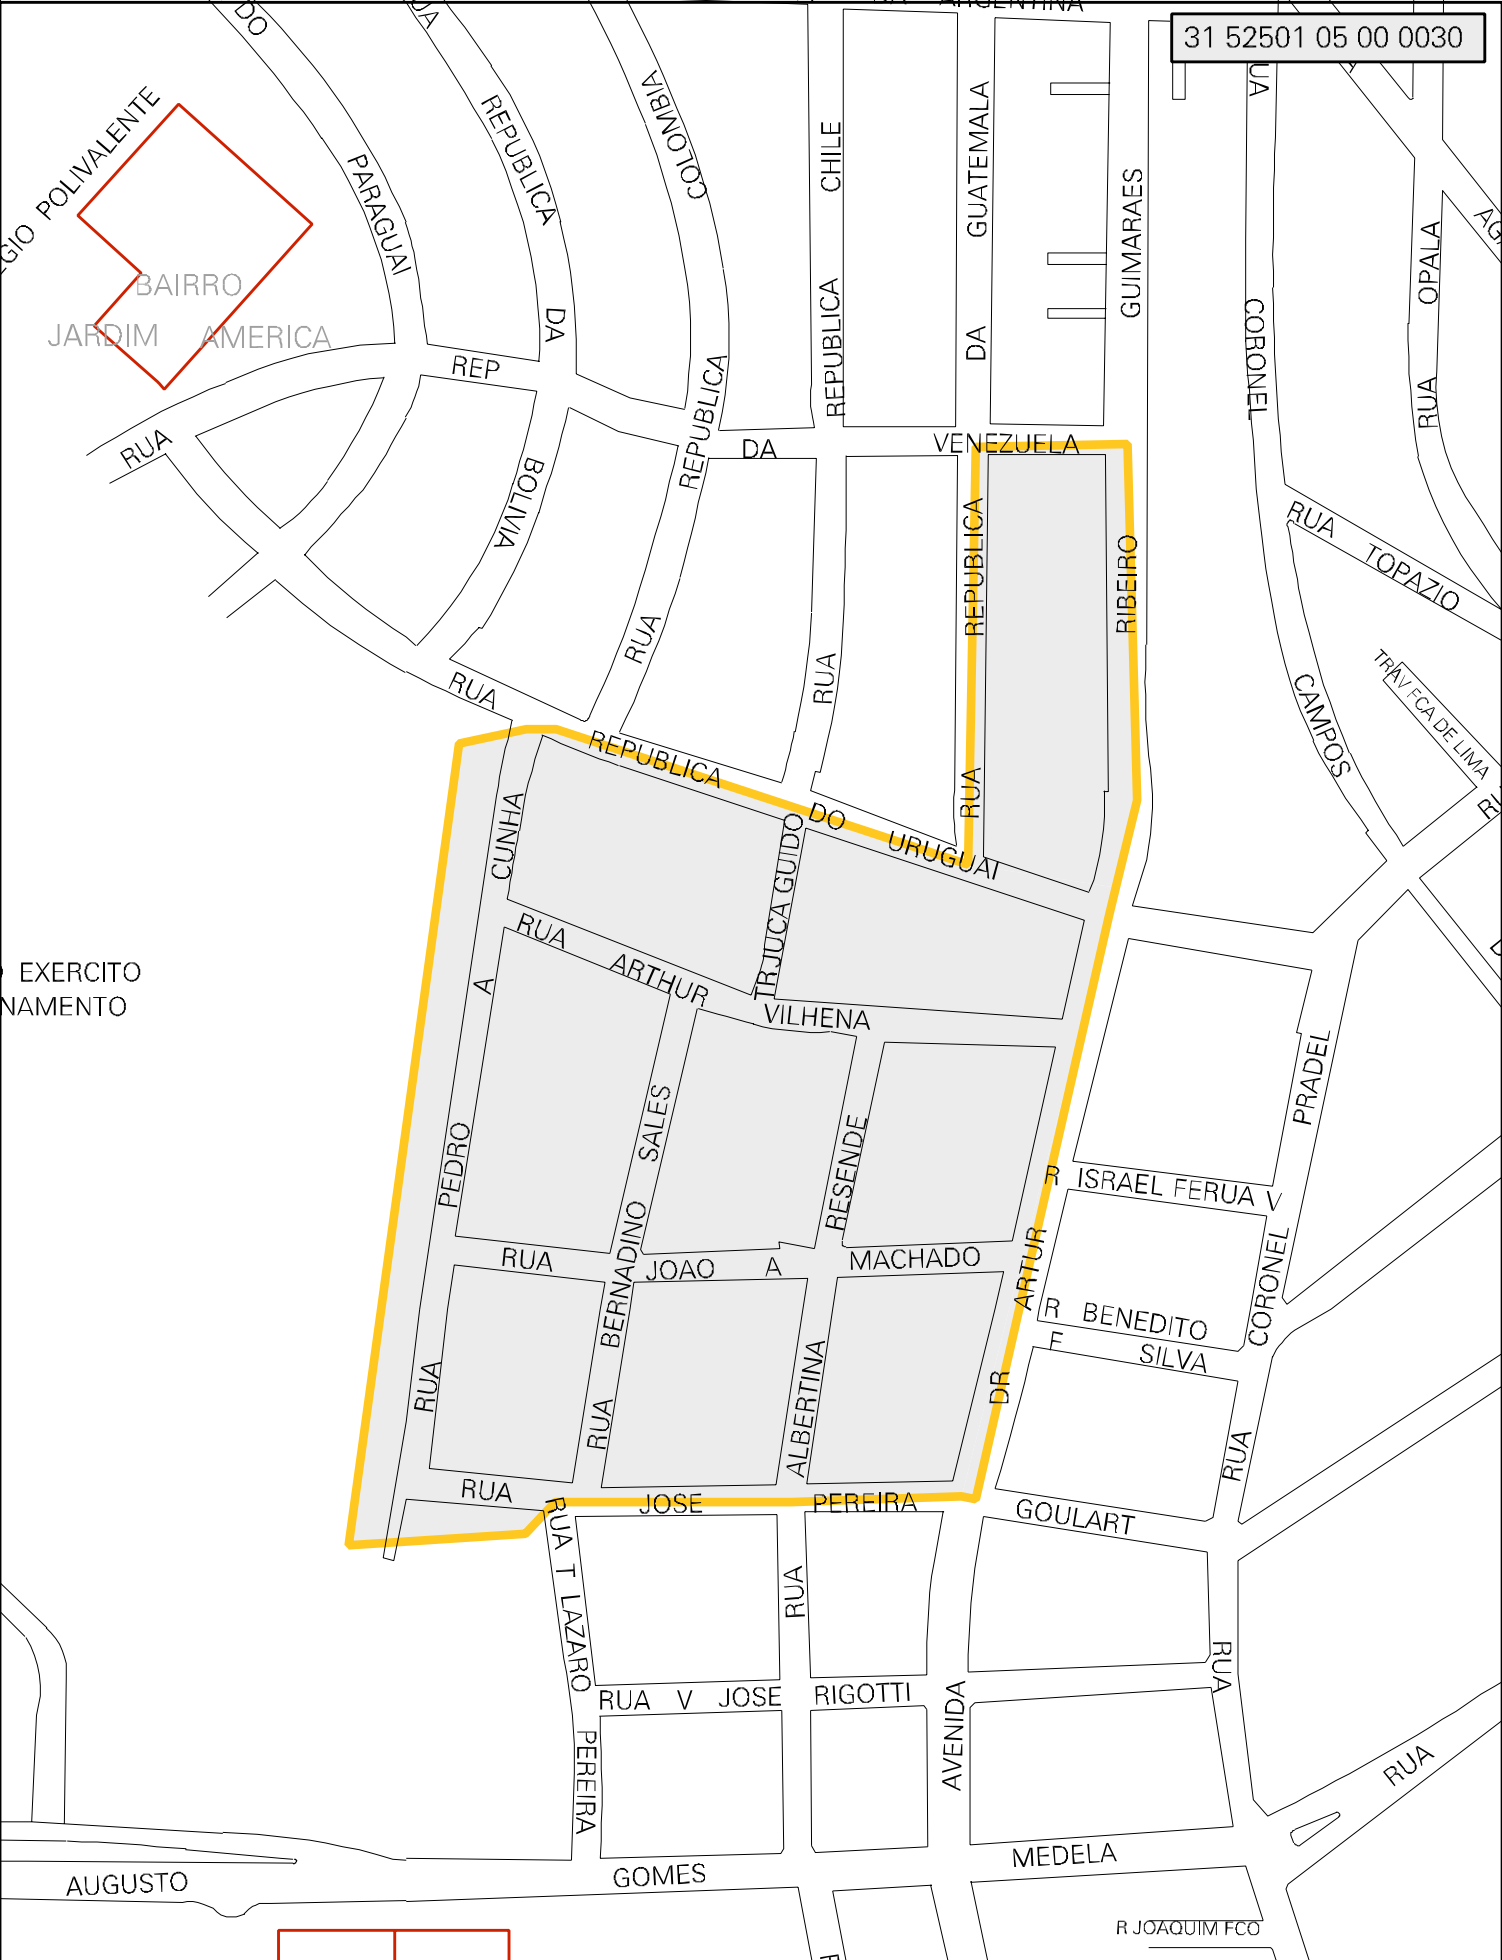 31 52501 05 00 0030
ARGENTINA
DO
PARAGUAI
REPUBLICA
DA
BOLIVIA
COLOMBIA
REPUBLICA
RUA
CHILE
REPUBLICA
RUA
GUATEMALA
DA
REPUBLICA
RUA
GUIMARAES
RIBEIRO
ARTUR
DR
AVENIDA
POLIVALENTE
BAIRRO
JARDIM AMERICA
RUA
REP
DA
VENEZUELA
CORONEL
CAMPOS
RUA OPALA
RUA TOPAZIO
TRAV FCA DE LIMA
RUA
REPUBLICA
DO
URUGUAI
CUNHA
A
PEDRO
RUA
TR JUCA GUIDO
RUA
ARTHUR
VILHENA
EXERCITO
NAMENTO
SALES
BERNADINO
RUA
RESENDE
ALBERTINA
RUA
RUA
JOAO A MACHADO
PRADEL
CORONEL
RUA
R ISRAEL FERUA V
R BENEDITO
F SILVA
RUA
JOSE
PEREIRA
GOULART
RUA T LAZARO
PEREIRA
RUA V JOSE RIGOTTI
RUA
RUA
AUGUSTO
GOMES
MEDELA
R JOAQUIM FCO